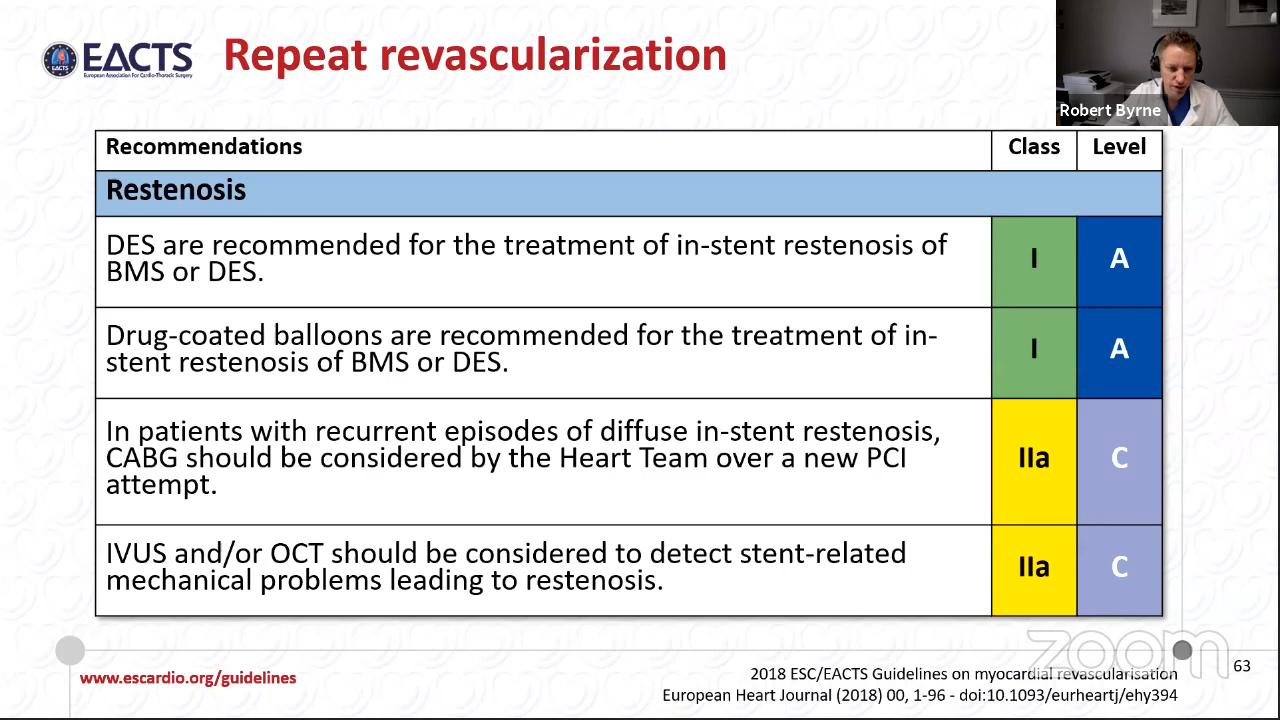 EACTS
European Association For Cardio-Thoracic Surgery
Repeat revascularization
Robert Byrne
Recommendations
Class
Level
Restenosis
DES are recommended for the treatment of in-stent restenosis of
BMS or DES.
I
A
Drug-coated balloons are recommended for the treatment of in-
stent restenosis of BMS or DES.
I
A
In patients with recurrent episodes of diffuse in-stent restenosis,
CABG should be considered by the Heart Team over a new PCI
attempt.
IIa
C
IVUS and/or OCT should be considered to detect stent-related
mechanical problems leading to restenosis.
IIa
C
zoom
63
www.escardio.org/guidelines
2018 ESC/EACTS Guidelines on myocardial revascularisation
European Heart Journal (2018) 00, 1-96 - doi:10.1093/eurheartj/ehy394